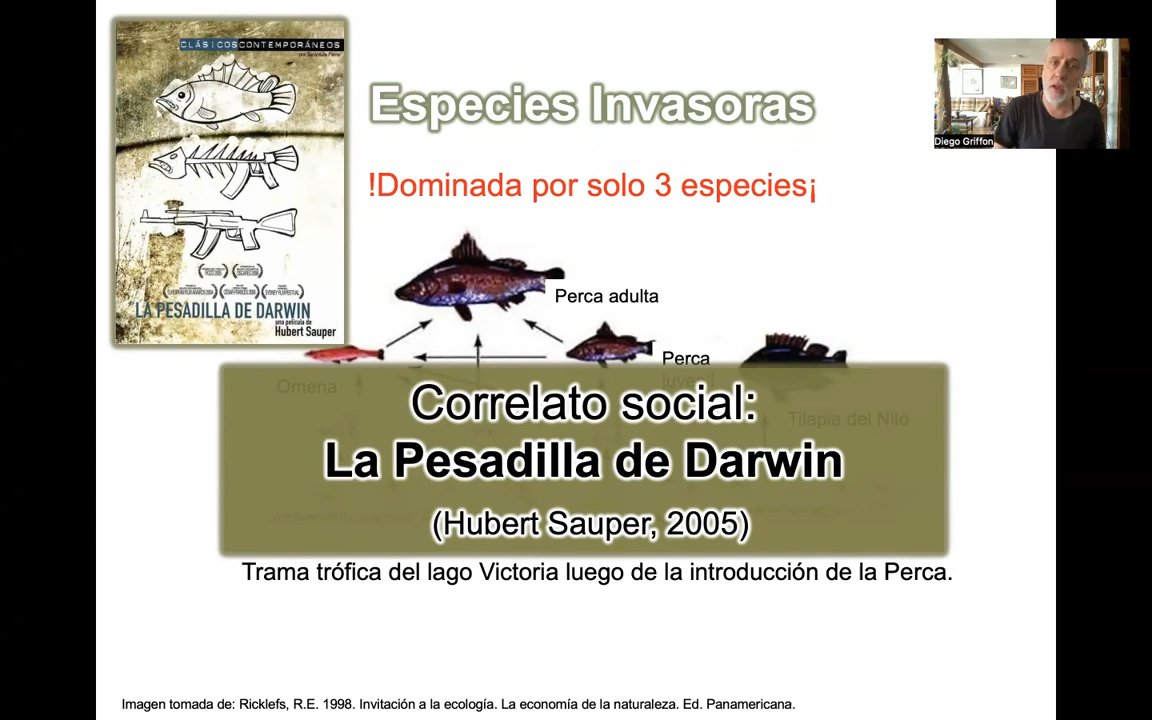 CLÁSICOSCONTEMPORÁNEOS
Especies Invasoras
Diego Griffon
!Dominada por solo 3 especies¡
Perca adulta
LA PESADILLA DE DARWIN
una película de
Hubert Sauper
Perca
juvenil
Omena
Tilapia del Nilo
Correlato social:
La Pesadilla de Darwin
(Hubert Sauper, 2005)
Trama trófica del lago Victoria luego de la introducción de la Perca.
Imagen tomada de: Ricklefs, R.E. 1998. Invitación a la ecología. La economía de la naturaleza. Ed. Panamericana.